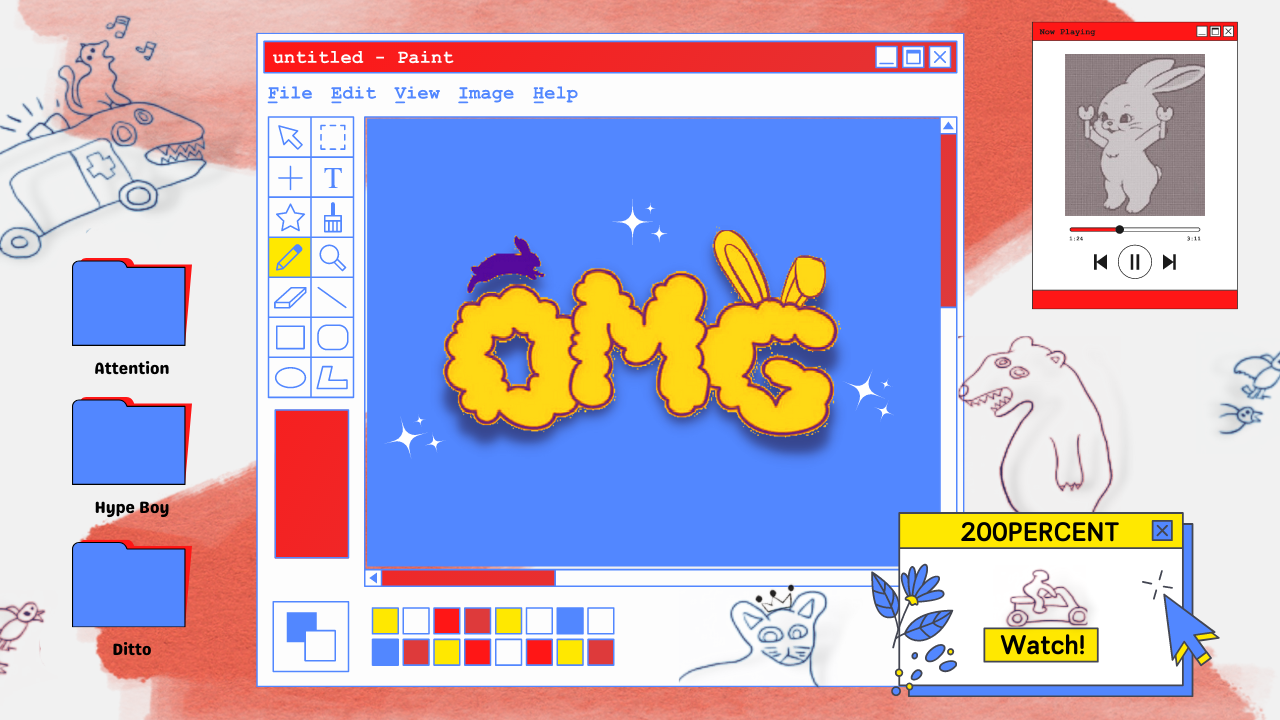 untitled - Paint
File Edit View Image Help
T
OMG
Now Playing
1:24
3:11
Attention
Hype Boy
Ditto
200PERCENT
Watch!